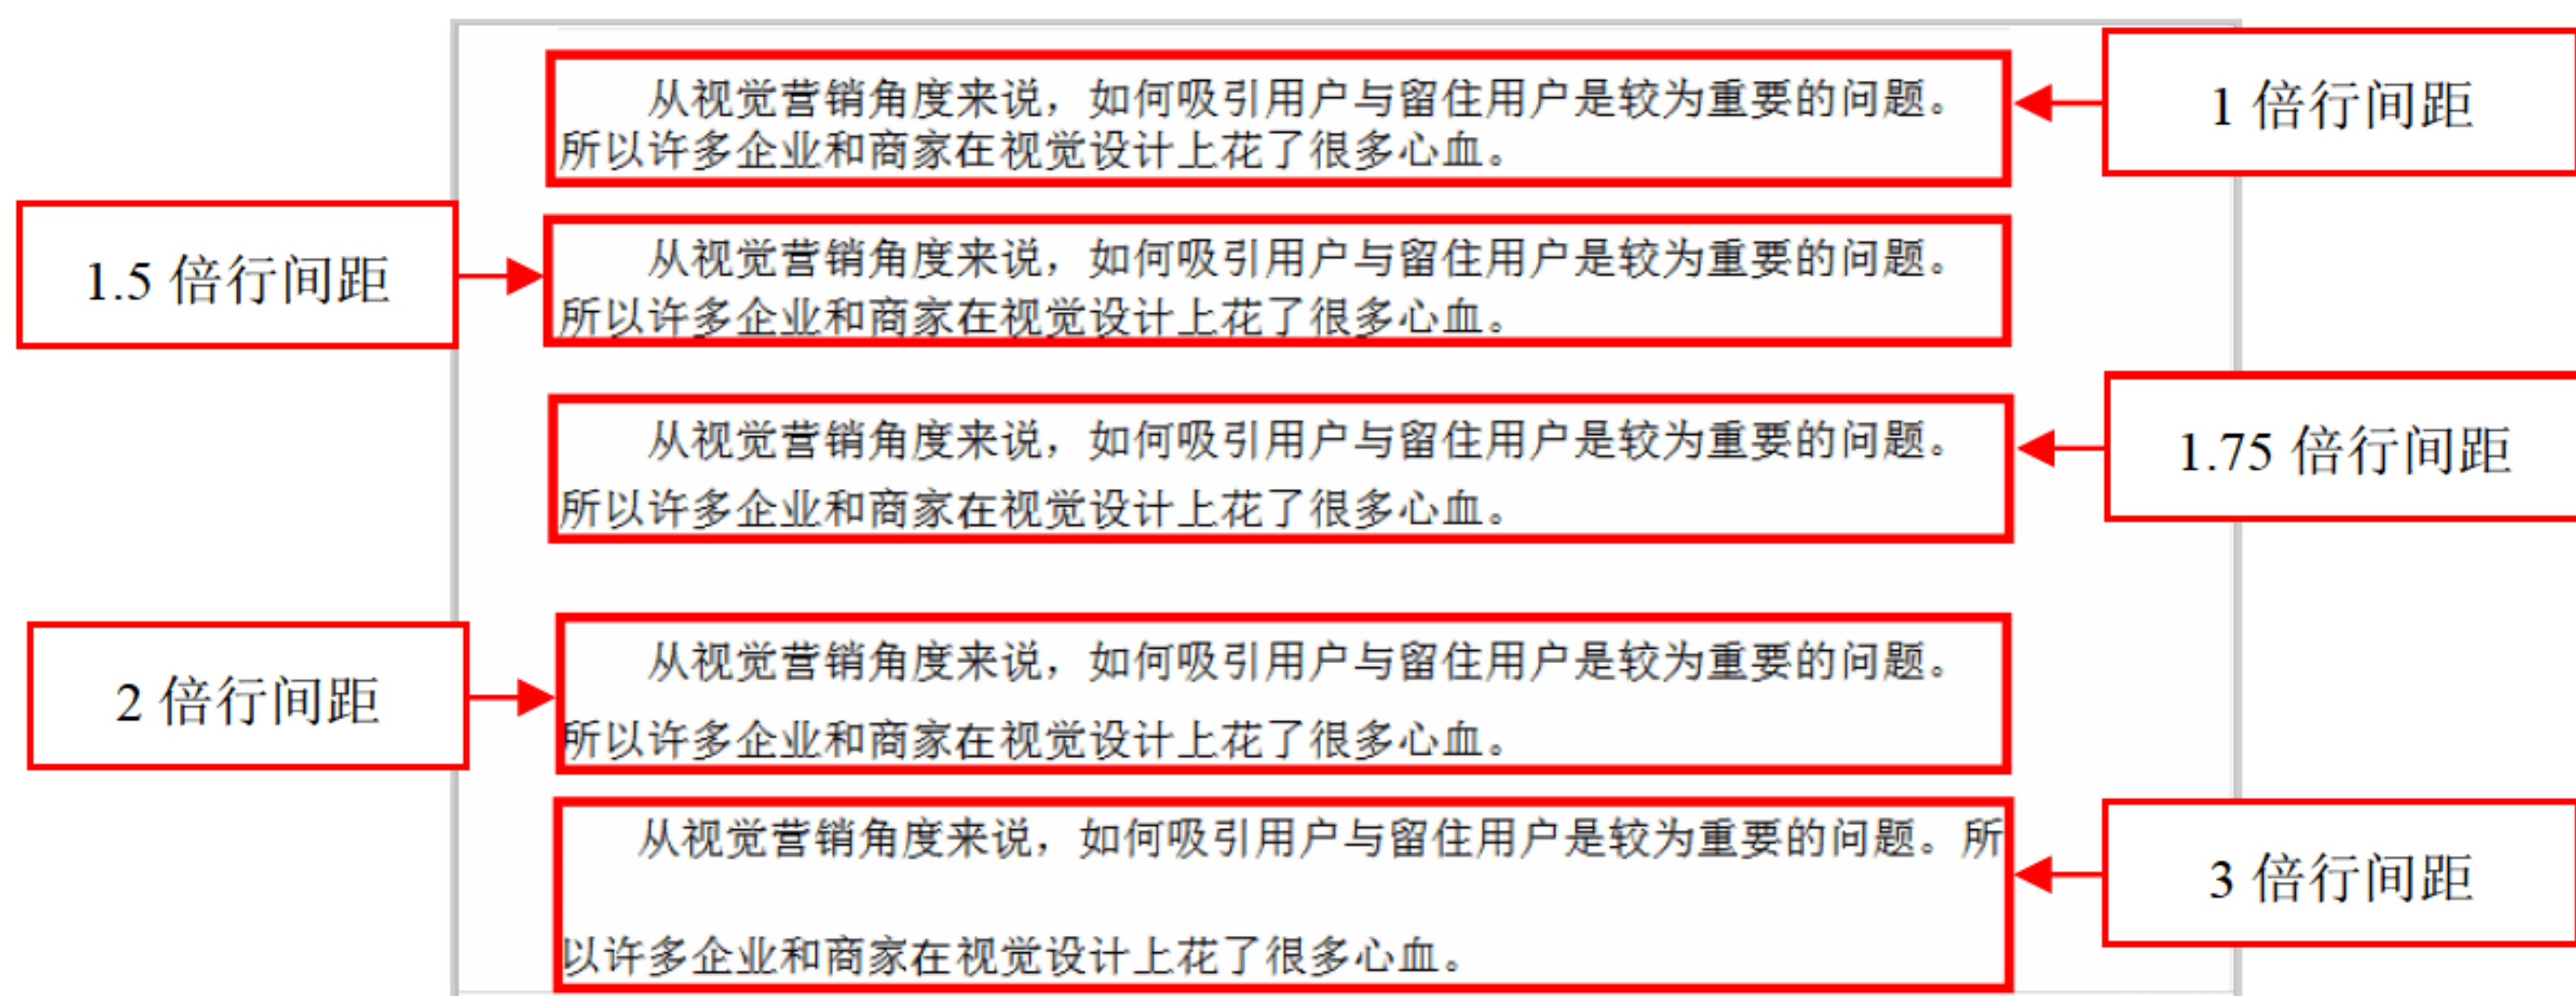 从视觉营销角度来说，如何吸引用户与留住用户是较为重要的问题。
所以许多企业和商家在视觉设计上花了很多心血。
1 倍行间距
从视觉营销角度来说，如何吸引用户与留住用户是较为重要的问题。
所以许多企业和商家在视觉设计上花了很多心血。
1.5 倍行间距
从视觉营销角度来说，如何吸引用户与留住用户是较为重要的问题。
所以许多企业和商家在视觉设计上花了很多心血。
1.75 倍行间距
从视觉营销角度来说，如何吸引用户与留住用户是较为重要的问题。
所以许多企业和商家在视觉设计上花了很多心血。
2 倍行间距
从视觉营销角度来说，如何吸引用户与留住用户是较为重要的问题。所
以许多企业和商家在视觉设计上花了很多心血。
3 倍行间距